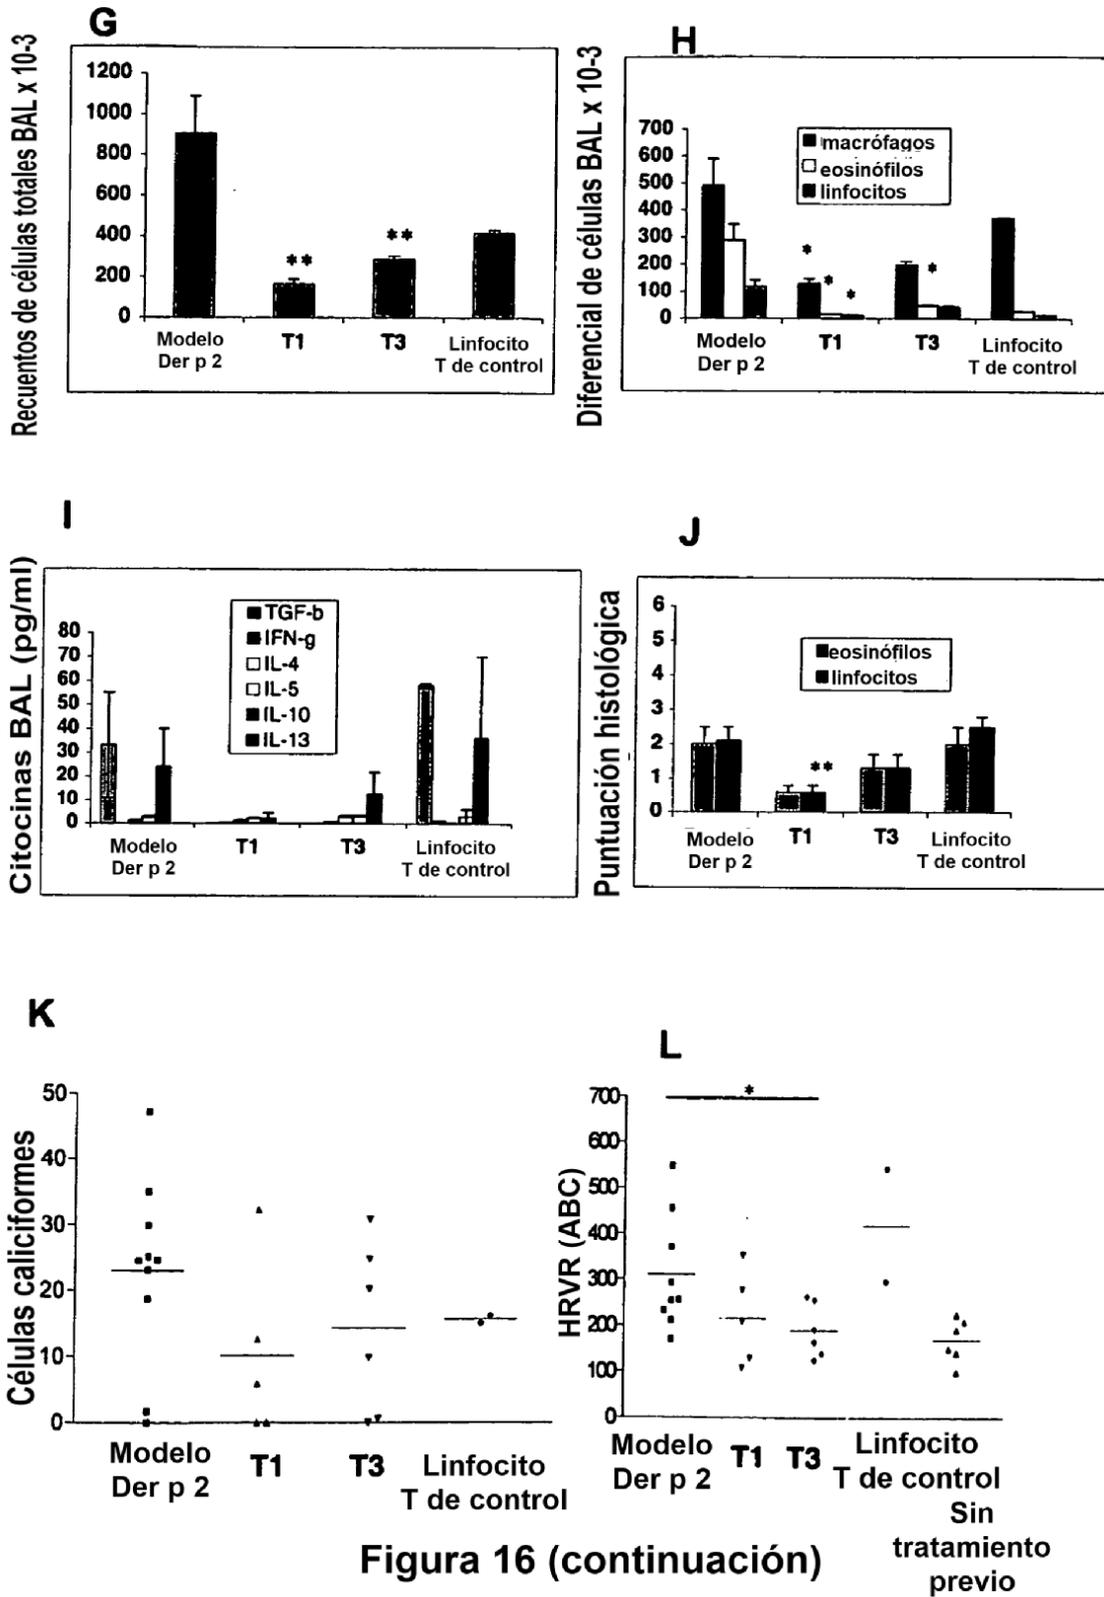 G
Recuentos de células totales BAL x 10-3
1200
1000
800
600
400
200
0
**
**
Modelo
Der p 2
T1
T3
Linfocito
T de control
H
Diferencial de células BAL x 10-3
700
600
500
400
300
200
100
0
macrófagos
eosinófilos
linfocitos
*
*
*
*
Modelo
Der p 2
T1
T3
Linfocito
T de control
I
Citocinas BAL (pg/ml)
80
70
60
50
40
30
20
10
0
TGF-b
IFN-g
IL-4
IL-5
IL-10
IL-13
Modelo
Der p 2
T1
T3
Linfocito
T de control
J
Puntuación histológica
6
5
4
3
2
1
0
eosinófilos
linfocitos
**
Modelo
Der p 2
T1
T3
Linfocito
T de control
K
Células caliciformes
50
40
30
20
10
0
Modelo
Der p 2
T1
T3
Linfocito
T de control
L
HRVR (ABC)
700
600
500
400
300
200
100
0
*
Modelo
Der p 2
T1
T3
Linfocito
T de control
Sin
tratamiento
previo
Figura 16 (continuación)